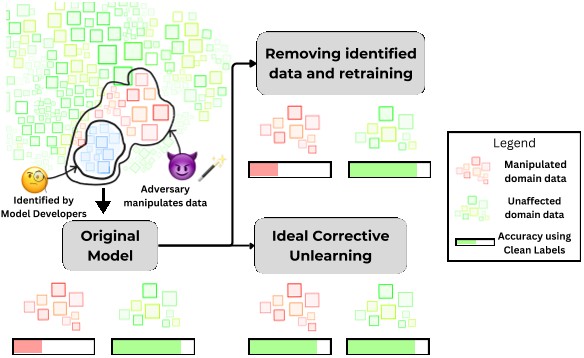 Removing identified
data and retraining
Identified by
Model Developers
Adversary
manipulates data
Original
Model
Ideal Corrective
Unlearning
Legend
Manipulated
domain data
Unaffected
domain data
Accuracy using
Clean Labels